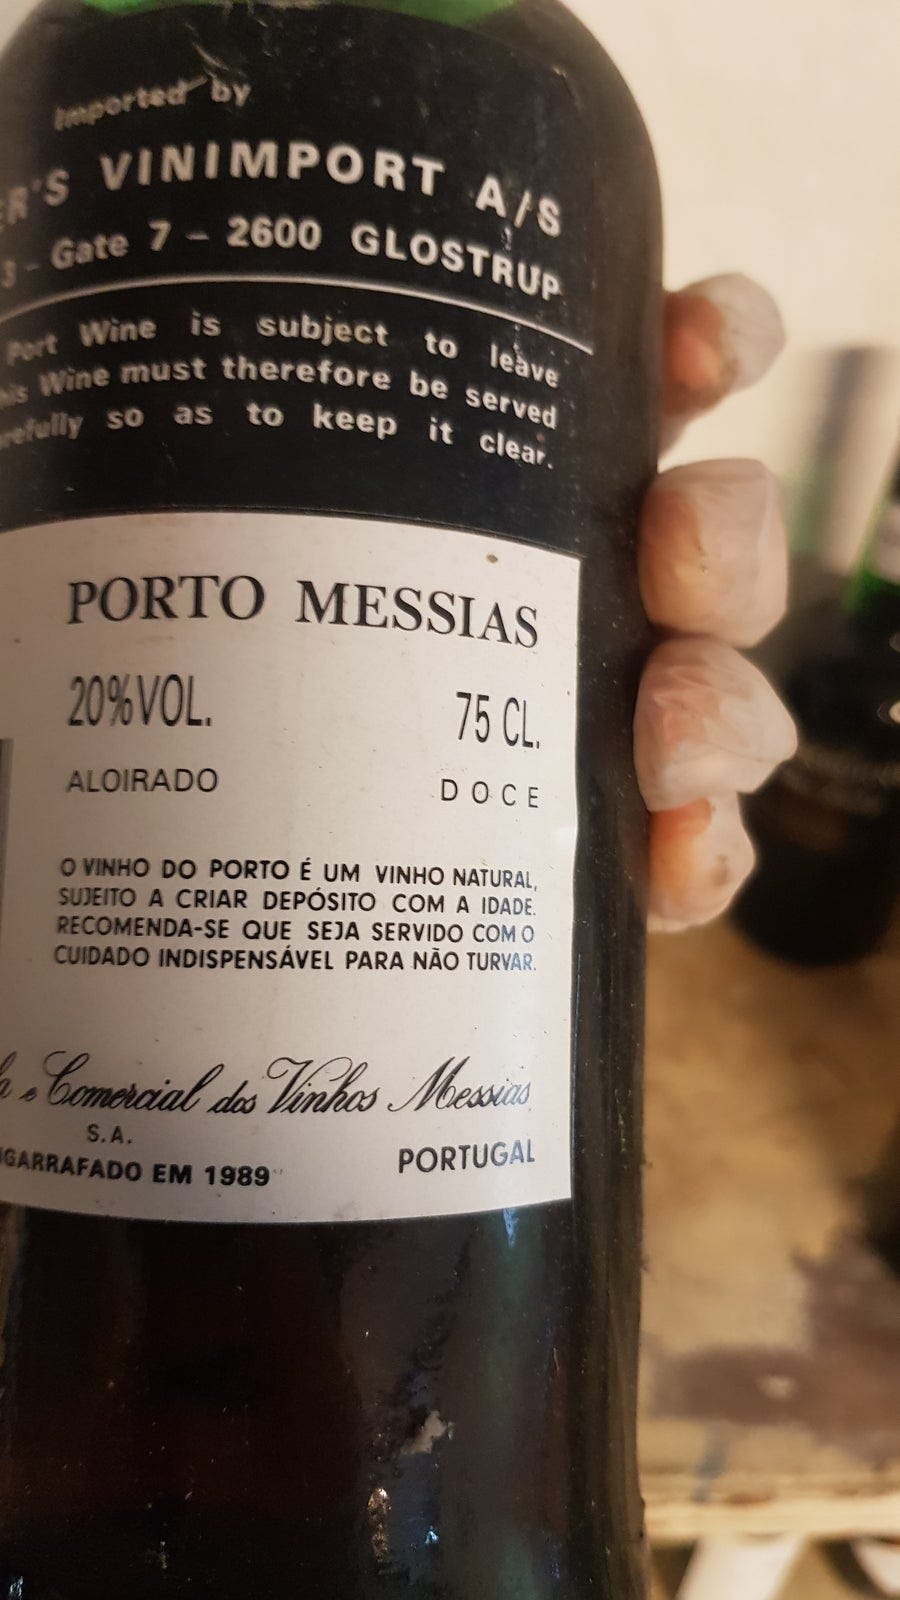 Imported by
ER'S VINIMPORT A/S
3 - Gate 7 - 2600 GLOSTRUP
Port Wine is subject to leave
his Wine must therefore be served
refully so as to keep it clear.
PORTO MESSIAS
20%VOL. 75 CL.
ALOIRADO DOCE
O VINHO DO PORTO É UM VINHO NATURAL,
SUJEITO A CRIAR DEPÓSITO COM A IDADE.
RECOMENDA-SE QUE SEJA SERVIDO COM O
CUIDADO INDISPENSÁVEL PARA NÃO TURVAR.
la e Comercial dos Vinhos Messias
S.A.
GARRAFADO EM 1989 PORTUGAL